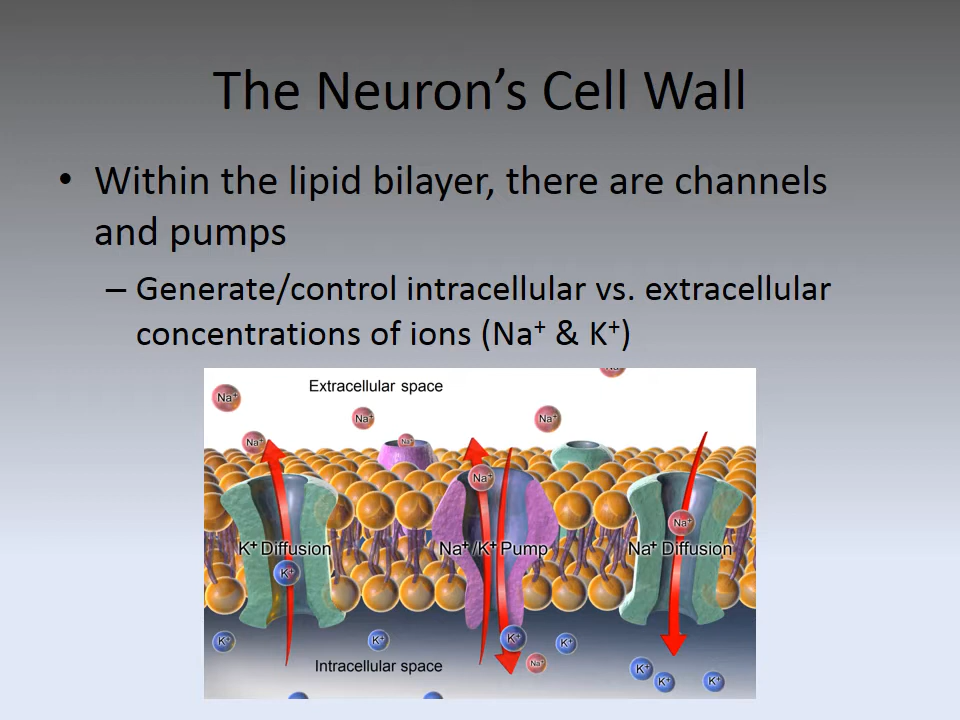 The Neuron's Cell Wall
• Within the lipid bilayer, there are channels
and pumps
– Generate/control intracellular vs. extracellular
concentrations of ions (Na⁺ & K⁺)
Extracellular space
Na⁺
Na⁺
Na⁺
Na⁺
Na⁺
Na⁺
Na⁺
Na⁺
K⁺ Diffusion
Na⁺/K⁺ Pump
Na⁺ Diffusion
K⁺
K⁺
K⁺
K⁺
K⁺
Intracellular space
Na⁺
K⁺
K⁺
K⁺